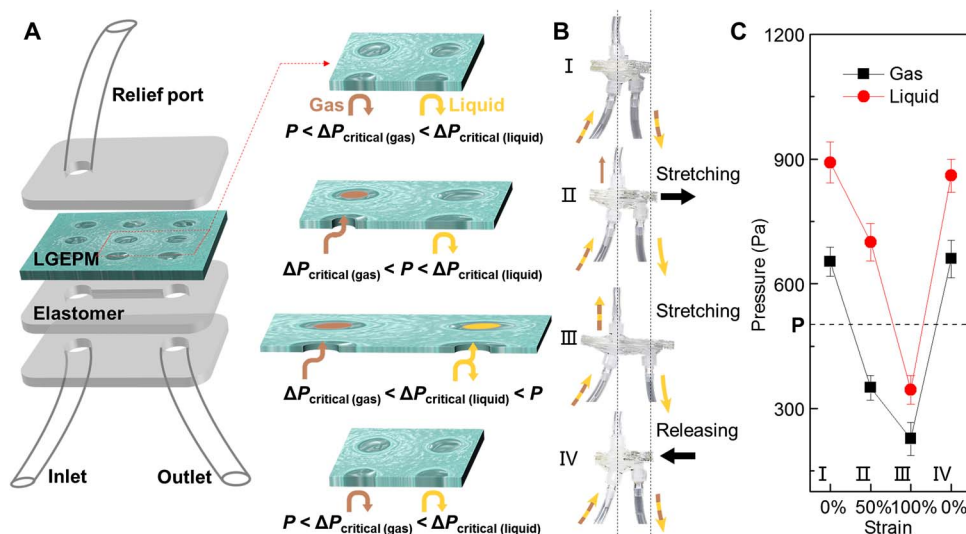 A
Relief port
LGEPM
Elastomer
Inlet
Outlet
Gas
Liquid
P < ΔPcritical (gas) < ΔPcritical (liquid)
ΔPcritical (gas) < P < ΔPcritical (liquid)
ΔPcritical (gas) < ΔPcritical (liquid) < P
P < ΔPcritical (gas) < ΔPcritical (liquid)
B
Ⅰ
Ⅱ
Stretching
Ⅲ
Stretching
Ⅳ
Releasing
C
Pressure (Pa)
1200
900
600
P
300
Gas
Liquid
Ⅰ Ⅱ Ⅲ Ⅳ
0% 50% 100% 0%
Strain